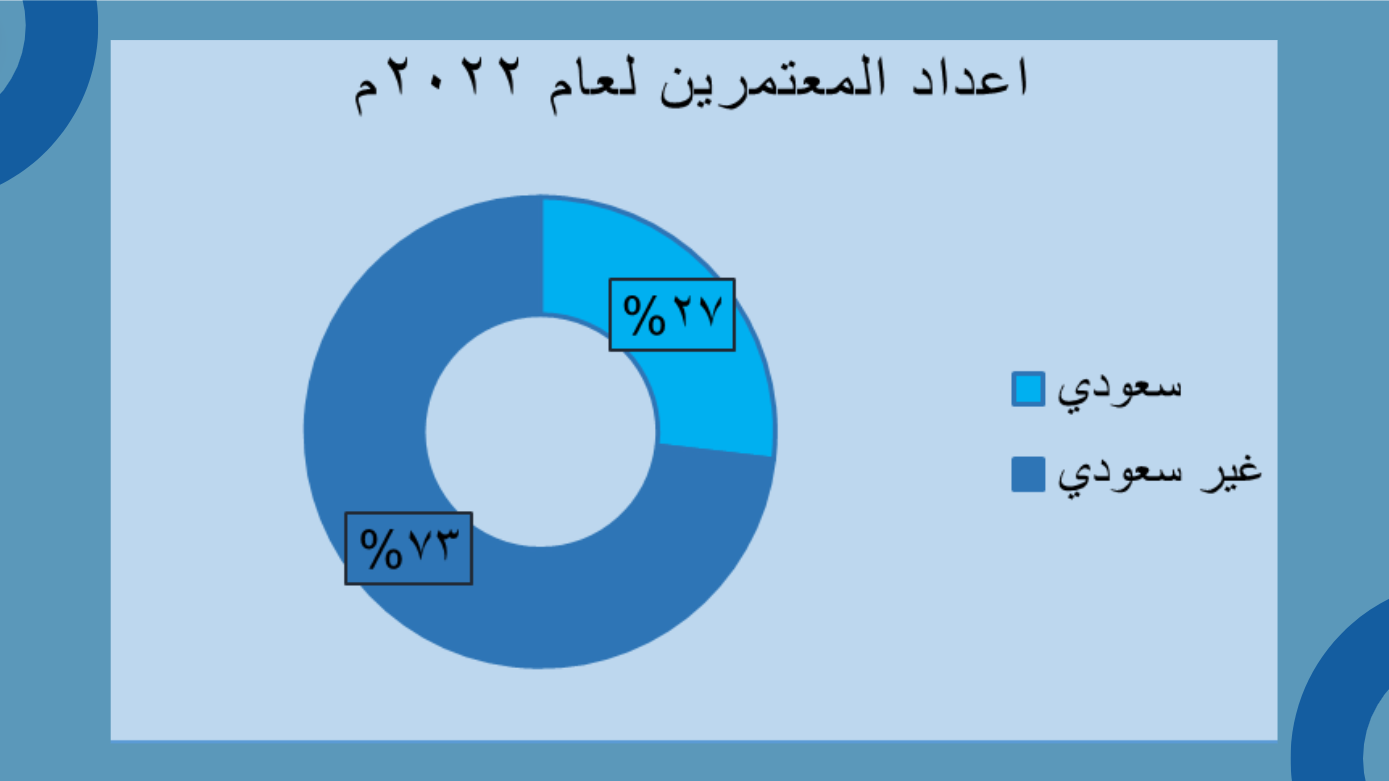 اعداد المعتمرين لعام ٢٠٢٢م
%٢٧
سعودي
غير سعودي
%٧٣